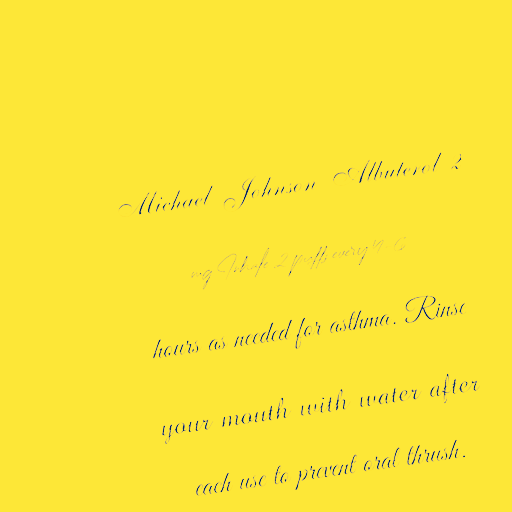 Michael Johnson Albuterol 2
mg Inhale 2 puffs every 4-6
hours as needed for asthma. Rinse
your mouth with water after
each use to prevent oral thrush.